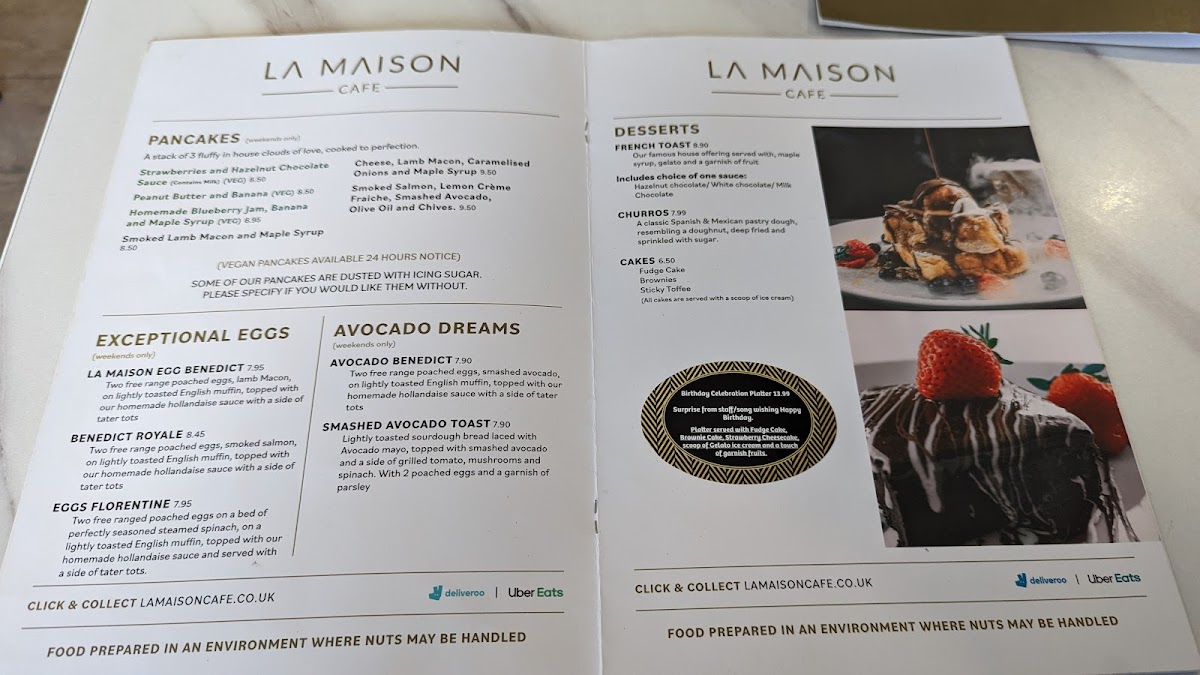 LA MAISON
CAFE
PANCAKES (weekends only)
A stack of 3 fluffy in house clouds of love, cooked to perfection.
Strawberries and Hazelnut Chocolate
Sauce (Contains Milk) (VEG) 8.50
Peanut Butter and Banana (VEG) 8.50
Homemade Blueberry Jam, Banana
and Maple Syrup (VEG) 8.95
Smoked Lamb Macon and Maple Syrup
8.50
Cheese, Lamb Macon, Caramelised
Onions and Maple Syrup 9.50
Smoked Salmon, Lemon Crème
Fraiche, Smashed Avocado,
Olive Oil and Chives. 9.50
(VEGAN PANCAKES AVAILABLE 24 HOURS NOTICE)
SOME OF OUR PANCAKES ARE DUSTED WITH ICING SUGAR.
PLEASE SPECIFY IF YOU WOULD LIKE THEM WITHOUT.
EXCEPTIONAL EGGS
(weekends only)
LA MAISON EGG BENEDICT 7.95
Two free range poached eggs, lamb Macon,
on lightly toasted English muffin, topped with
our homemade hollandaise sauce with a side of
tater tots
BENEDICT ROYALE 8.45
Two free range poached eggs, smoked salmon,
on lightly toasted English muffin, topped with
our homemade hollandaise sauce with a side of
tater tots
EGGS FLORENTINE 7.95
Two free ranged poached eggs on a bed of
perfectly seasoned steamed spinach, on a
lightly toasted English muffin, topped with our
homemade hollandaise sauce and served with
a side of tater tots.
AVOCADO DREAMS
(weekends only)
AVOCADO BENEDICT 7.90
Two free range poached eggs, smashed avocado,
on lightly toasted English muffin, topped with our
homemade hollandaise sauce with a side of tater
tots
SMASHED AVOCADO TOAST 7.90
Lightly toasted sourdough bread laced with
Avocado mayo, topped with smashed avocado
and a side of grilled tomato, mushrooms and
spinach. With 2 poached eggs and a garnish of
parsley
CLICK & COLLECT LAMAISONCAFE.CO.UK
deliveroo | Uber Eats
FOOD PREPARED IN AN ENVIRONMENT WHERE NUTS MAY BE HANDLED
LA MAISON
CAFE
DESSERTS
FRENCH TOAST 8.90
Our famous house offering served with, maple
syrup, gelato and a garnish of fruit.
Includes choice of one sauce:
Hazelnut chocolate/ White chocolate/ Milk
Chocolate
CHURROS 7.99
A classic Spanish & Mexican pastry dough,
resembling a doughnut, deep fried and
sprinkled with sugar.
CAKES 6.50
Fudge Cake
Brownies
Sticky Toffee
(All cakes are served with a scoop of ice cream)
Birthday Celebration Platter 13.99
Surprise from staff/song wishing Happy
Birthday.
Platter served with Fudge Cake,
Brownie Cake, Strawberry Cheesecake,
scoop of Gelato ice cream and a touch
of garnish fruits.
CLICK & COLLECT LAMAISONCAFE.CO.UK
deliveroo | Uber Eats
FOOD PREPARED IN AN ENVIRONMENT WHERE NUTS MAY BE HANDLED